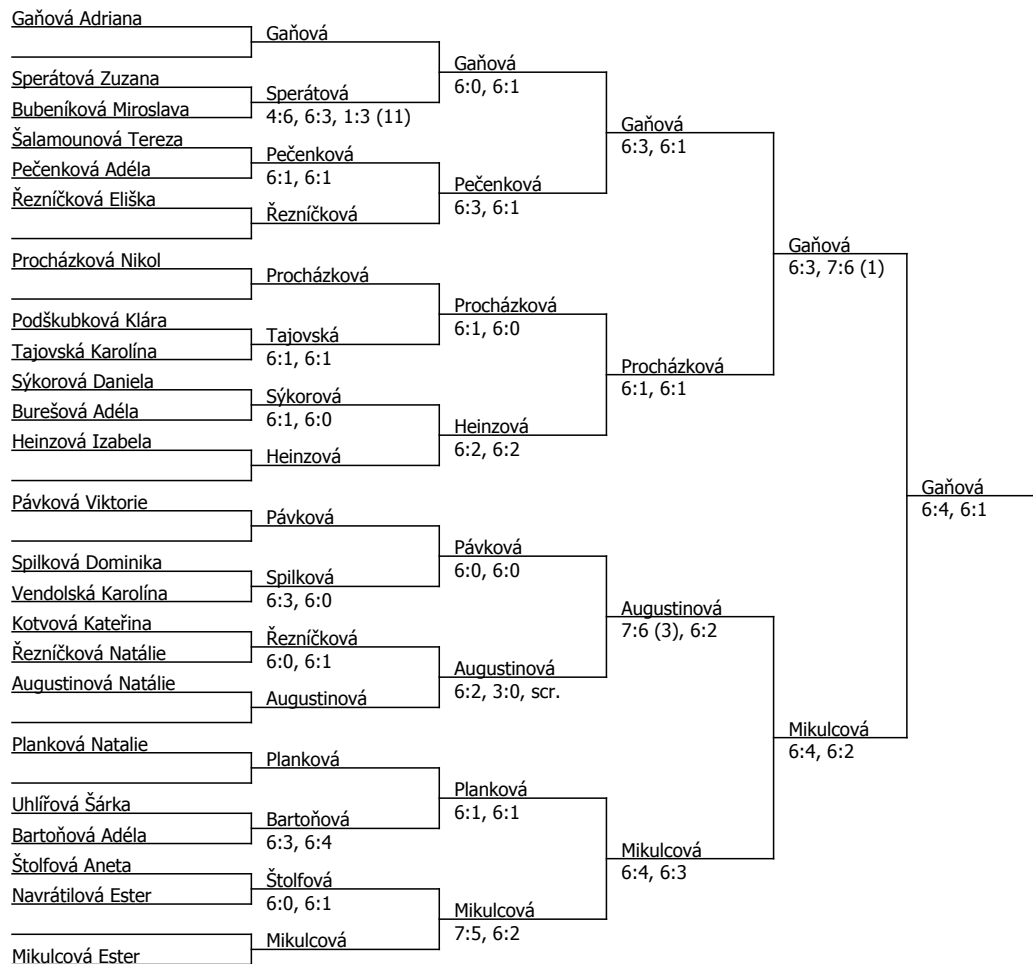 Gaňová Adriana
Gaňová
Gaňová
6:0, 6:1
Sperátová Zuzana
Sperátová
4:6, 6:3, 1:3 (11)
Bubeníková Miroslava
Gaňová
6:3, 6:1
Šalamounová Tereza
Pečenková
6:1, 6:1
Pečenková Adéla
Pečenková
6:3, 6:1
Řezníčková Eliška
Řezníčková
Gaňová
6:3, 7:6 (1)
Procházková Nikol
Procházková
Procházková
6:1, 6:0
Podškubková Klára
Tajovská
6:1, 6:1
Tajovská Karolína
Procházková
6:1, 6:1
Sýkorová Daniela
Sýkorová
6:1, 6:0
Burešová Adéla
Heinzová
6:2, 6:2
Heinzová Izabela
Heinzová
Gaňová
6:4, 6:1
Pávková Viktorie
Pávková
Pávková
6:0, 6:0
Spilková Dominika
Spilková
6:3, 6:0
Vendolská Karolína
Augustinová
7:6 (3), 6:2
Kotvová Kateřina
Řezníčková
6:0, 6:1
Řezníčková Natálie
Augustinová
6:2, 3:0, scr.
Augustinová Natálie
Augustinová
Mikulcová
6:4, 6:2
Planková Natalie
Planková
Planková
6:1, 6:1
Uhlířová Šárka
Bartoňová
6:3, 6:4
Bartoňová Adéla
Mikulcová
6:4, 6:3
Štolfová Aneta
Štolfová
6:0, 6:1
Navrátilová Ester
Mikulcová
7:5, 6:2
Mikulcová
Mikulcová Ester